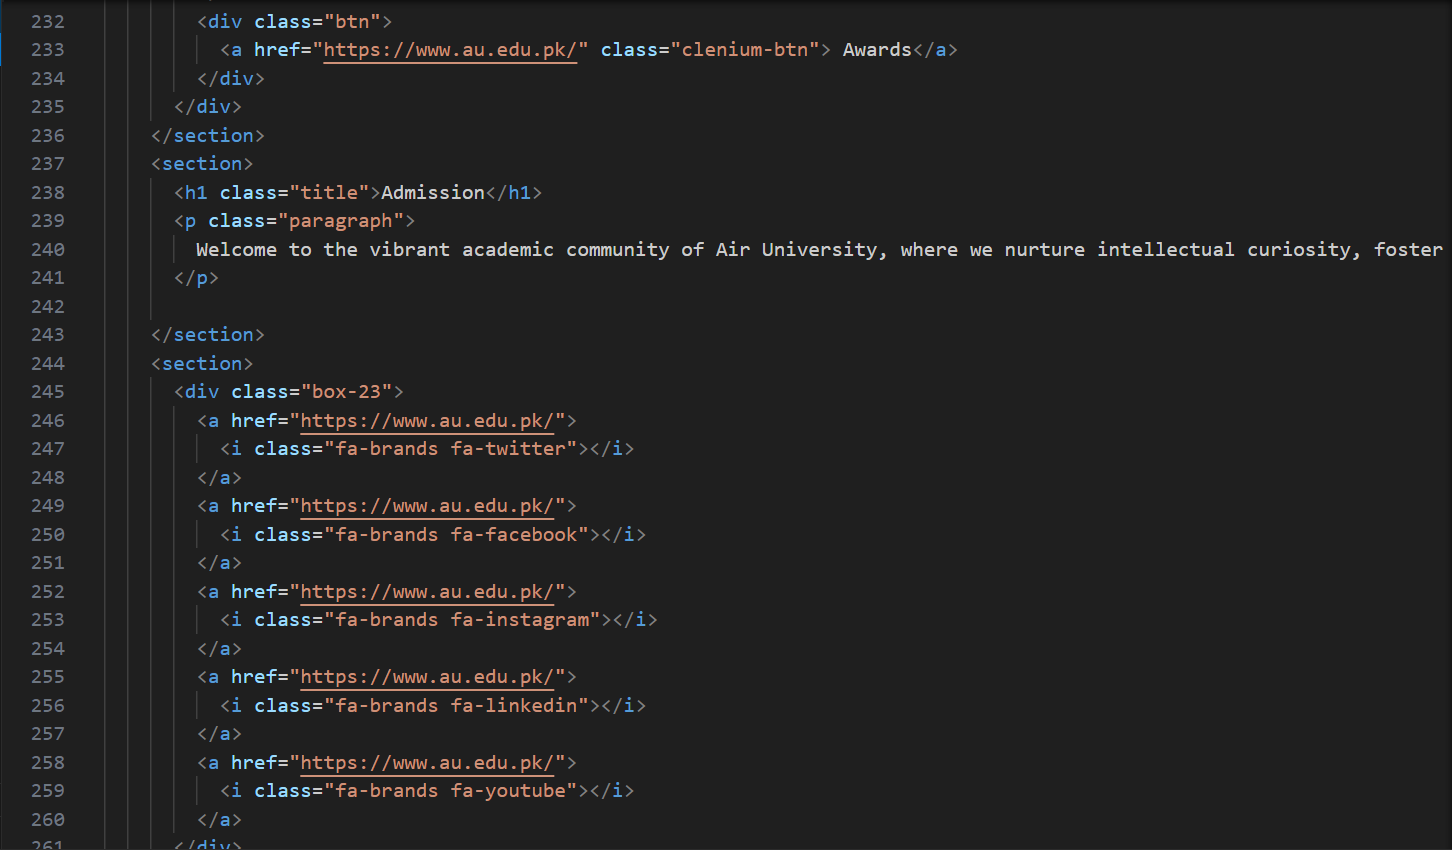 232 <div class="btn">
233 <a href="https://www.au.edu.pk/" class="clenium-btn"> Awards</a>
234 </div>
235 </div>
236 </section>
237 <section>
238 <h1 class="title">Admission</h1>
239 <p class="paragraph">
240 Welcome to the vibrant academic community of Air University, where we nurture intellectual curiosity, foster
241 </p>
242
243 </section>
244 <section>
245 <div class="box-23">
246 <a href="https://www.au.edu.pk/">
247 <i class="fa-brands fa-twitter"></i>
248 </a>
249 <a href="https://www.au.edu.pk/">
250 <i class="fa-brands fa-facebook"></i>
251 </a>
252 <a href="https://www.au.edu.pk/">
253 <i class="fa-brands fa-instagram"></i>
254 </a>
255 <a href="https://www.au.edu.pk/">
256 <i class="fa-brands fa-linkedin"></i>
257 </a>
258 <a href="https://www.au.edu.pk/">
259 <i class="fa-brands fa-youtube"></i>
260 </a>
261 </div>